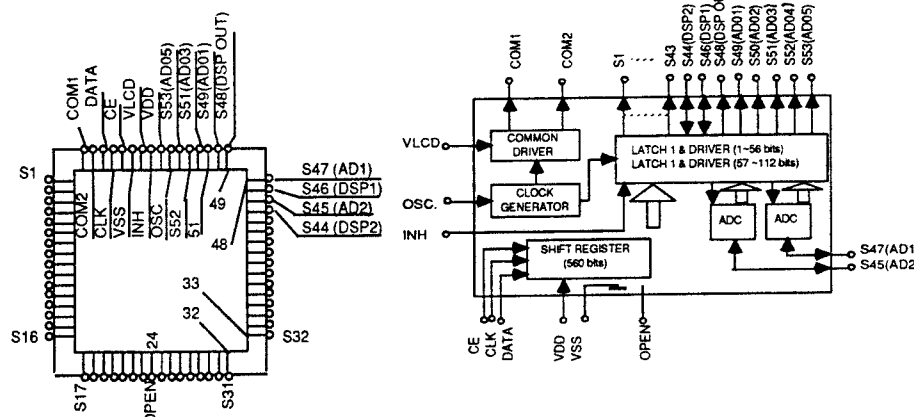 COM1
DATA
CE
VLCD
VDD
S53(AD05)
S51(AD03)
S49(AD01)
S48(DSP OUT)
S1
S47 (AD1)
S46 (DSP1)
S45 (AD2)
S44 (DSP2)
COM2
CLK
VSS
INH
OSC
S52
51
49
48
33
32
24
S16
S32
S17
OPEN
S31
COM1
COM2
S1
S43
S44(DSP2)
S46(DSP1)
S48(DSP
S49(AD01)
S50(AD02)
S51(AD03)
S52(AD04)
S53(AD05)
VLCD
COMMON
DRIVER
LATCH 1 & DRIVER (1~56 bits)
LATCH 1 & DRIVER (57 ~112 bits)
OSC.
CLOCK
GENERATOR
ADC
ADC
INH
SHIFT REGISTER
(560 bits)
S47(AD1
S45(AD2
CE
CLK
DATA
VDD
VSS
OPEN